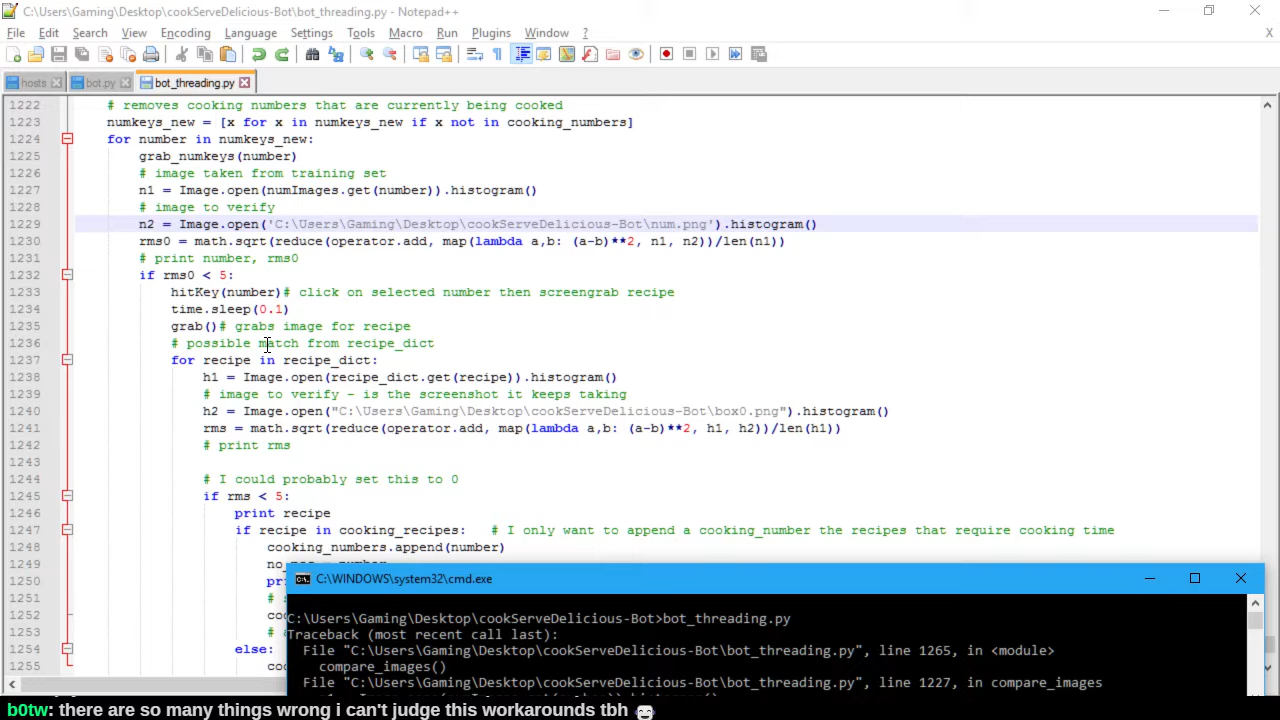 C:\Users\Gaming\Desktop\cookServeDelicious-Bot\bot_threading.py - Notepad++
File Edit Search View Encoding Language Settings Tools Macro Run Plugins Window ? X
hosts bot.py bot_threading.py
1222 # removes cooking numbers that are currently being cooked
1223 numkeys_new = [x for x in numkeys_new if x not in cooking_numbers]
1224 for number in numkeys_new:
1225 grab_numkeys(number)
1226 # image taken from training set
1227 n1 = Image.open(numImages.get(number)).histogram()
1228 # image to verify
1229 n2 = Image.open('C:\Users\Gaming\Desktop\cookServeDelicious-Bot\num.png').histogram()
1230 rms0 = math.sqrt(reduce(operator.add, map(lambda a,b: (a-b)**2, n1, n2))/len(n1))
1231 # print number, rms0
1232 if rms0 < 5:
1233 hitKey(number)# click on selected number then screengrab recipe
1234 time.sleep(0.1)
1235 grab()# grabs image for recipe
1236 # possible match from recipe_dict
1237 for recipe in recipe_dict:
1238 h1 = Image.open(recipe_dict.get(recipe)).histogram()
1239 # image to verify - is the screenshot it keeps taking
1240 h2 = Image.open("C:\Users\Gaming\Desktop\cookServeDelicious-Bot\box0.png").histogram()
1241 rms = math.sqrt(reduce(operator.add, map(lambda a,b: (a-b)**2, h1, h2))/len(h1))
1242 # print rms
1243
1244 # I could probably set this to 0
1245 if rms < 5:
1246 print recipe
1247 if recipe in cooking_recipes: # I only want to append a cooking_number the recipes that require cooking time
1248 cooking_numbers.append(number)
1249
1250
1251 #
1252
1253 #
1254 else:
1255
C:\WINDOWS\system32\cmd.exe
C:\Users\Gaming\Desktop\cookServeDelicious-Bot>bot_threading.py
Traceback (most recent call last):
File "C:\Users\Gaming\Desktop\cookServeDelicious-Bot\bot_threading.py", line 1265, in <module>
compare_images()
File "C:\Users\Gaming\Desktop\cookServeDelicious-Bot\bot_threading.py", line 1227, in compare_images
b0tw: there are so many things wrong i can't judge this workarounds tbh